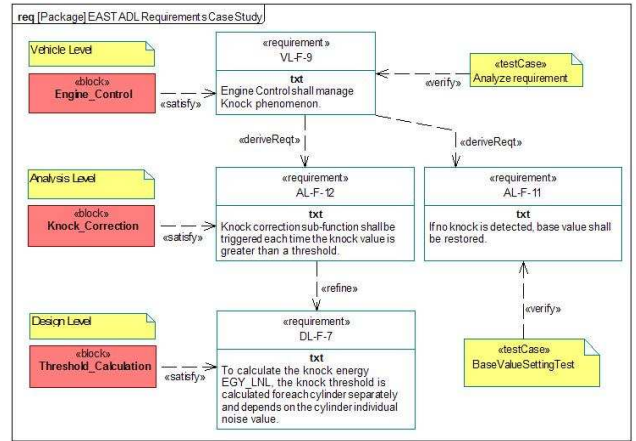 req [Package] EAST ADL Requirements Case Study
Vehicle Level
«block»
Engine_Control
«satisfy»
«requirement»
VL-F-9
txt
Engine Control shall manage
Knock phenomenon.
«verify»
«testCase»
Analyze requirement
«deriveReqt»
«deriveReqt»
Analysis Level
«block»
Knock_Correction
«satisfy»
«requirement»
AL-F-12
txt
Knock correction sub-function shall be
triggered each time the knock value is
greater than a threshold.
«requirement»
AL-F-11
txt
If no knock is detected, base value shall
be restored.
«refine»
«verify»
Design Level
«block»
Threshold_Calculation
«satisfy»
«requirement»
DL-F-7
txt
To calculate the knock energy
EGY_LNL, the knock threshold is
calculated foreach cylinder separately
and depends on the cylinder individual
noise value.
«testCase»
BaseValueSettingTest